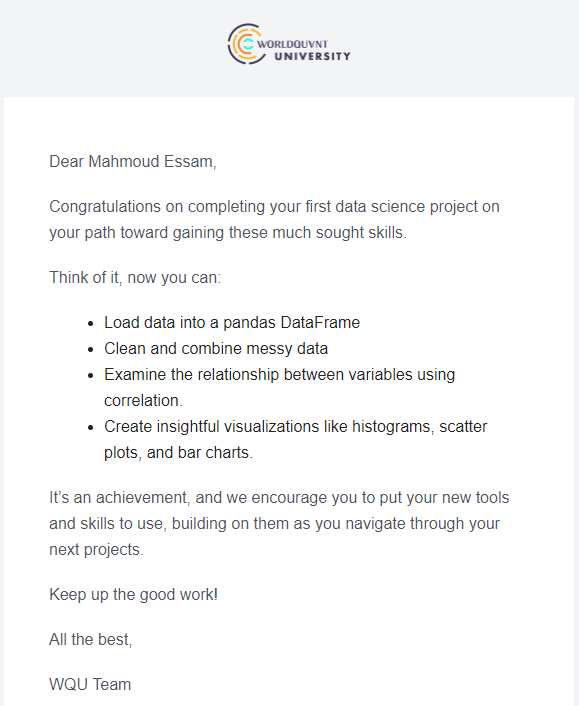 WORLDQUVNT
UNIVERSITY
Dear Mahmoud Essam,
Congratulations on completing your first data science project on
your path toward gaining these much sought skills.
Think of it, now you can:
• Load data into a pandas DataFrame
• Clean and combine messy data
• Examine the relationship between variables using
correlation.
• Create insightful visualizations like histograms, scatter
plots, and bar charts.
It’s an achievement, and we encourage you to put your new tools
and skills to use, building on them as you navigate through your
next projects.
Keep up the good work!
All the best,
WQU Team